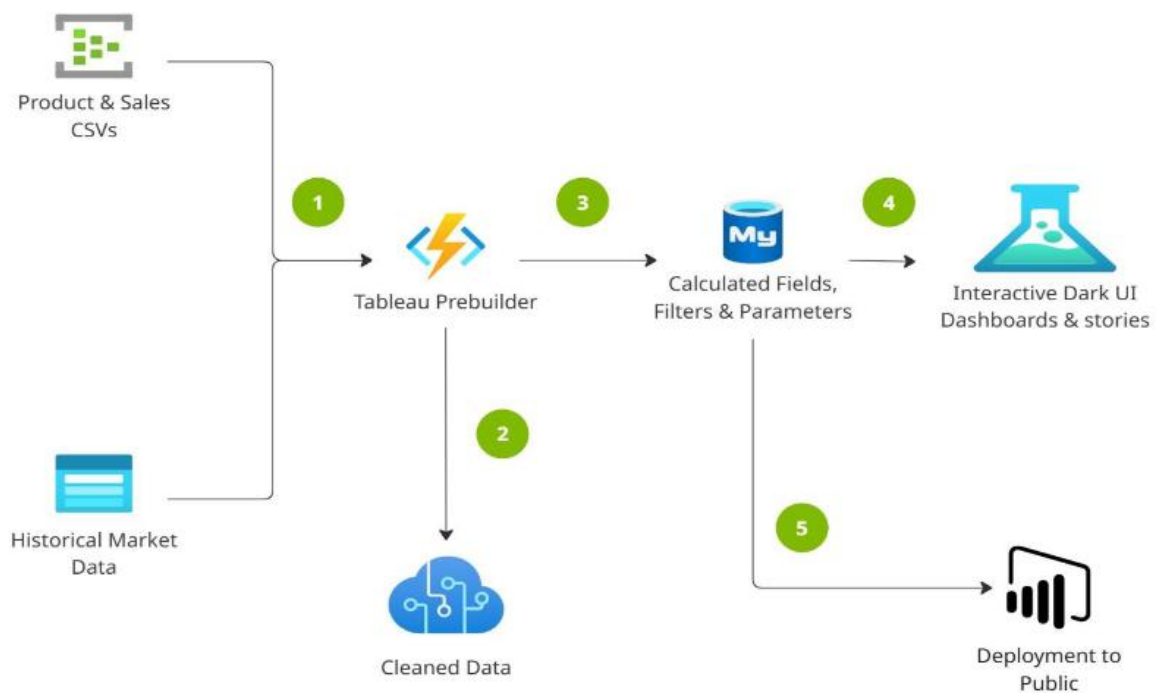 Product & Sales
CSVs
1
3
4
My
Tableau Prebuilder
Calculated Fields,
Filters & Parameters
Interactive Dark UI
Dashboards & stories
2
Historical Market
Data
5
Cleaned Data
Deployment to
Public